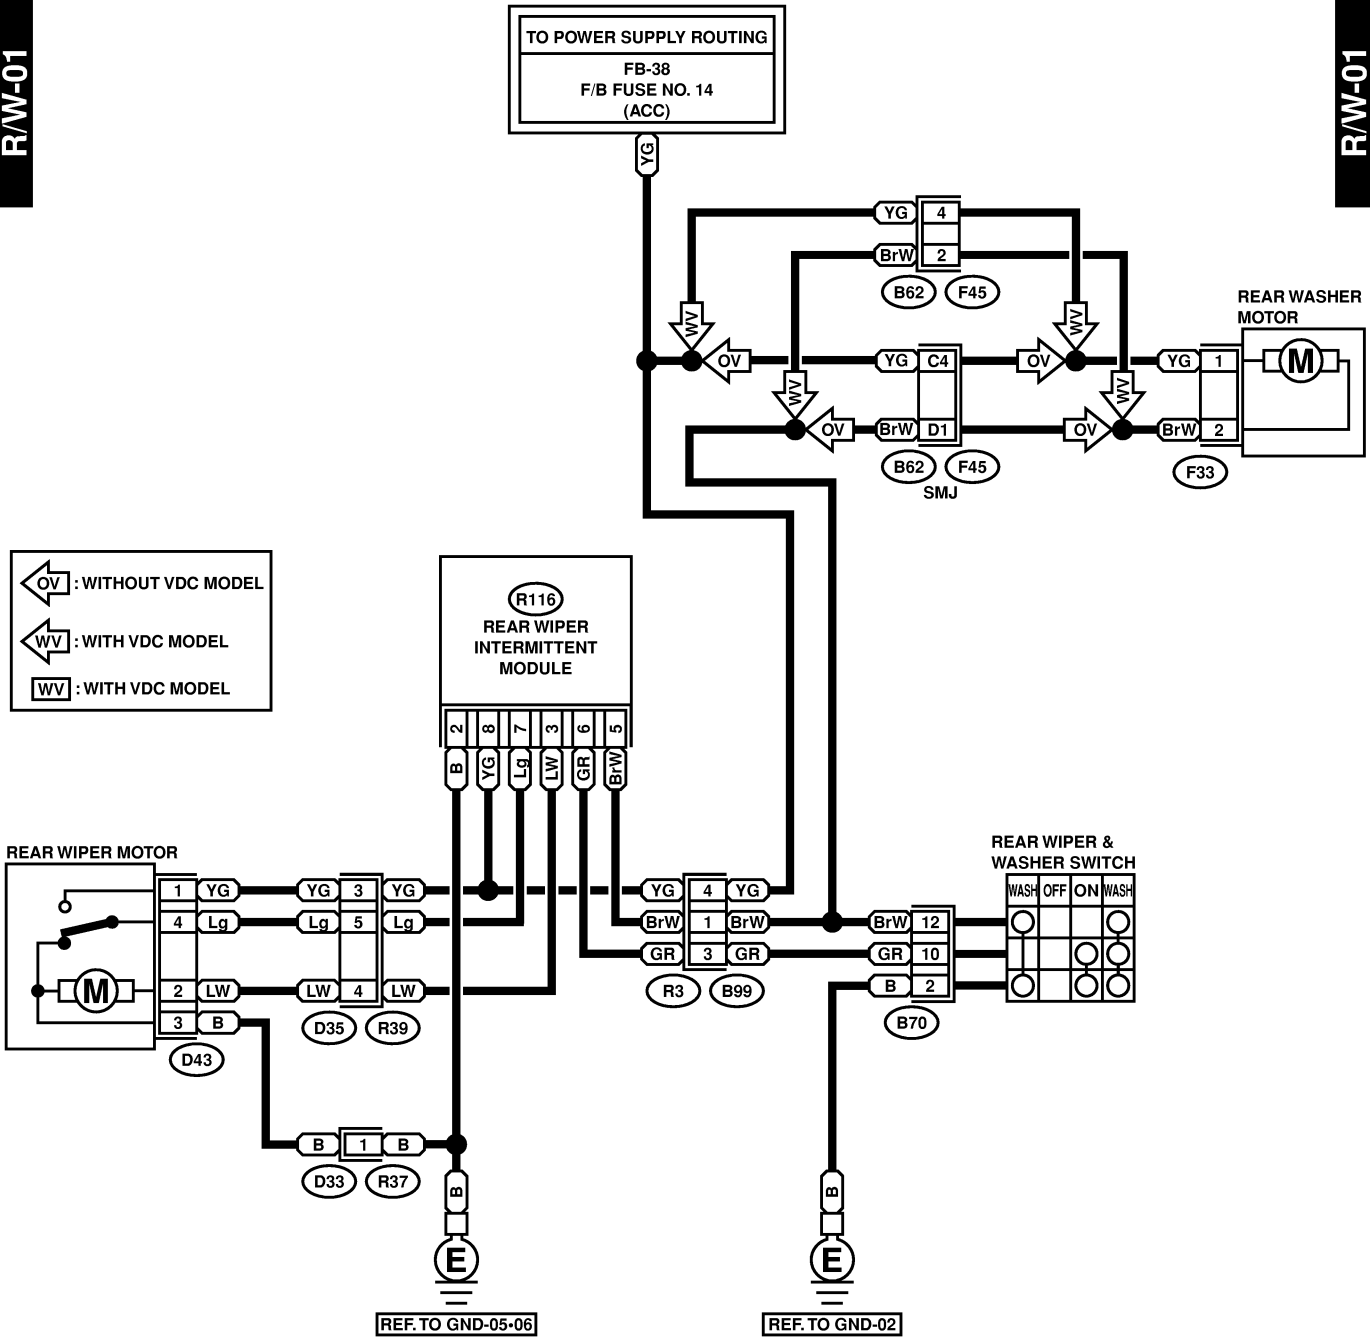 R/W-01
R/W-01
TO POWER SUPPLY ROUTING
FB-38
F/B FUSE NO. 14
(ACC)
YG
YG 4
BrW 2
B62 F45
WV WV
REAR WASHER
MOTOR
OV YG C4 OV YG 1 M
WV WV
OV BrW D1 OV BrW 2
B62 F45
SMJ
F33
OV : WITHOUT VDC MODEL
WV : WITH VDC MODEL
WV : WITH VDC MODEL
R116
REAR WIPER
INTERMITTENT
MODULE
2 8 7 3 6 5
B YG Lg LW GR BrW
REAR WIPER MOTOR
REAR WIPER &
WASHER SWITCH
WASH OFF ON WASH
1 YG YG 3 YG YG 4 YG
4 Lg Lg 5 Lg BrW 1 BrW BrW 12
GR 3 GR GR 10
M 2 LW LW 4 LW B 2
3 B
D35 R39 R3 B99 B70
D43
B 1 B
D33 R37
B B
E E
REF. TO GND-05•06 REF. TO GND-02